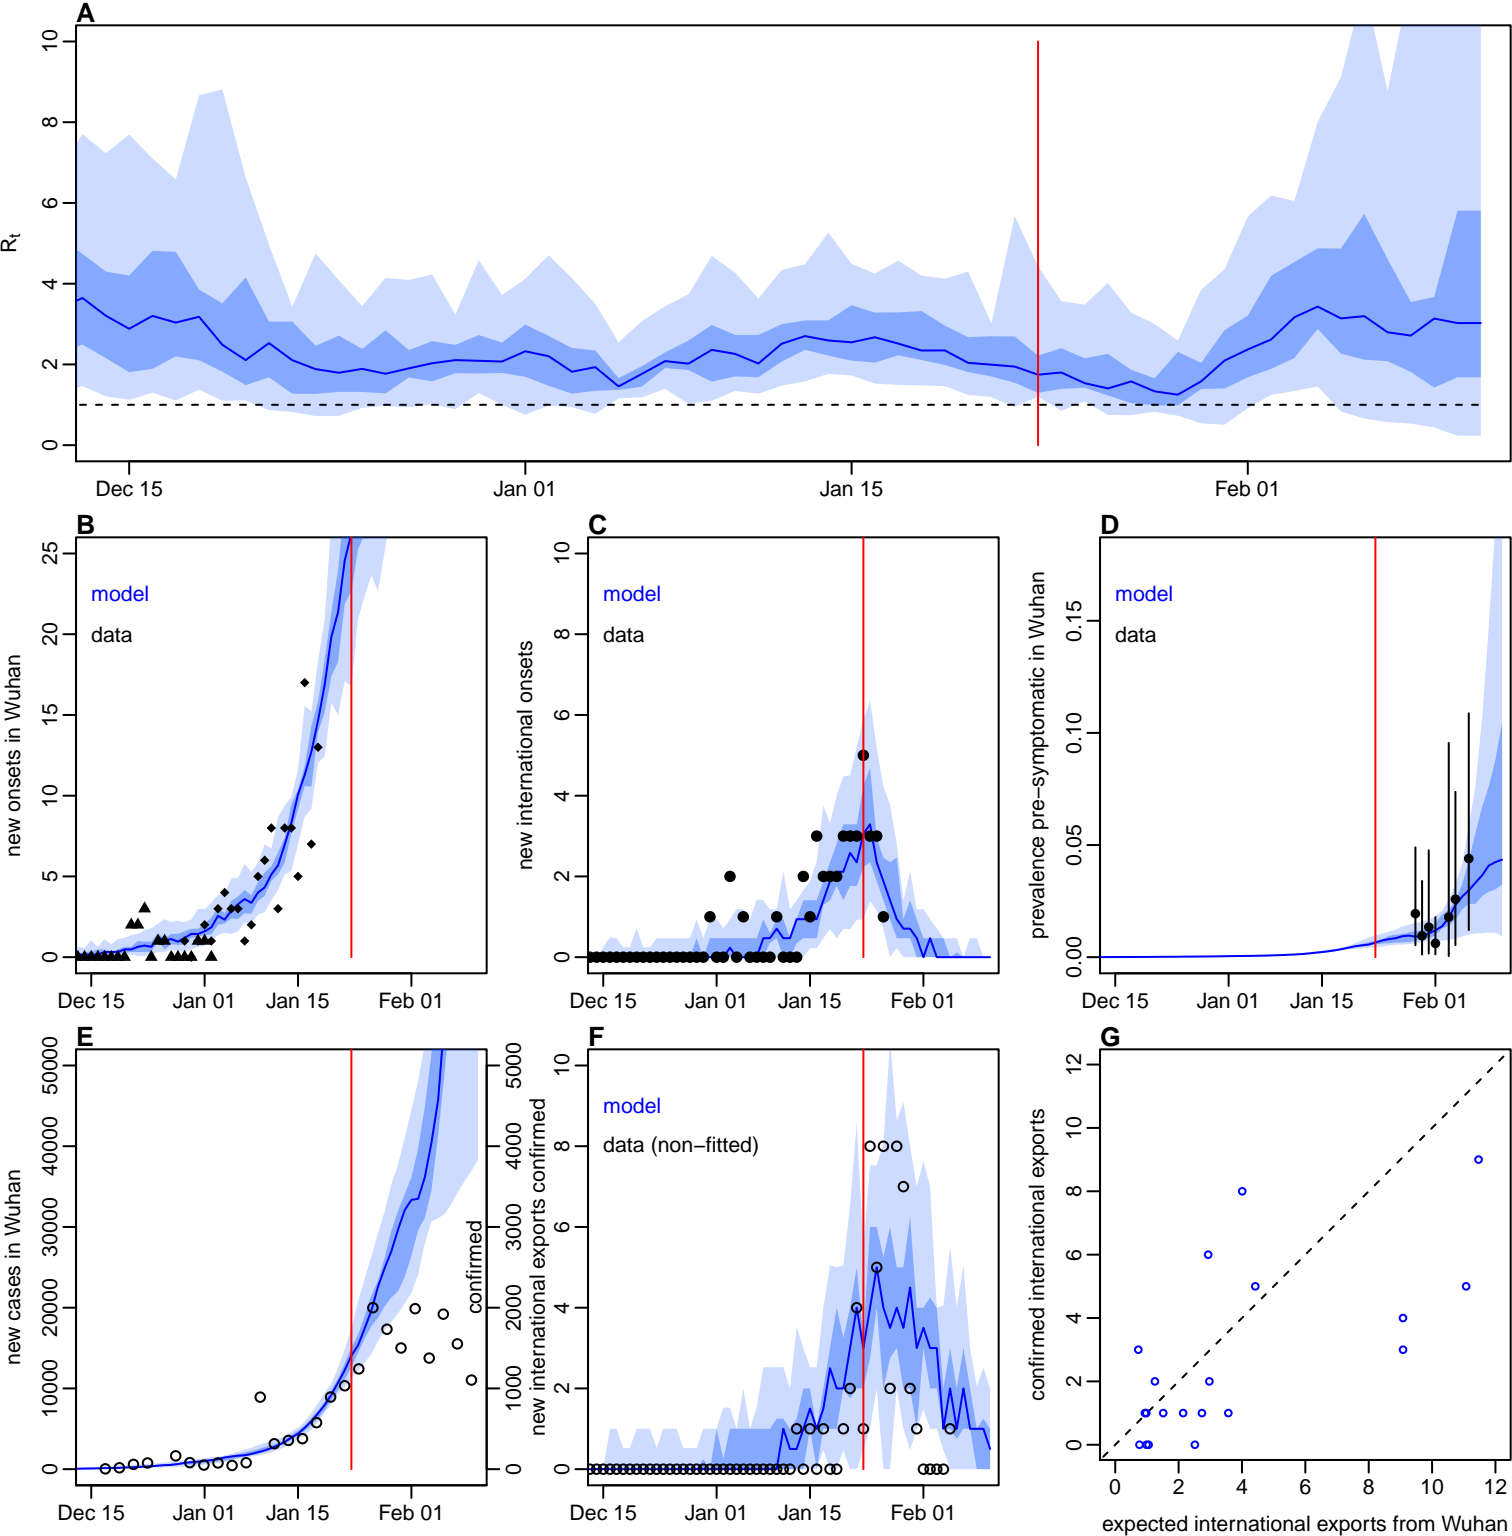 A
10
8
6
4
2
0
Rt
Dec 15
Jan 01
Jan 15
Feb 01
B
25
20
15
10
5
0
new onsets in Wuhan
model
data
Dec 15
Jan 01
Jan 15
Feb 01
C
10
8
6
4
2
0
new international onsets
model
data
Dec 15
Jan 01
Jan 15
Feb 01
D
0.15
0.10
0.05
0.00
prevalence pre−symptomatic in Wuhan
model
data
Dec 15
Jan 01
Jan 15
Feb 01
E
50000
40000
30000
20000
10000
0
new cases in Wuhan
5000
4000
3000
2000
1000
0
confirmed
Dec 15
Jan 01
Jan 15
Feb 01
F
10
8
6
4
2
0
new international exports confirmed
model
data (non−fitted)
Dec 15
Jan 01
Jan 15
Feb 01
G
12
10
8
6
4
2
0
confirmed international exports
0
2
4
6
8
10
12
expected international exports from Wuhan